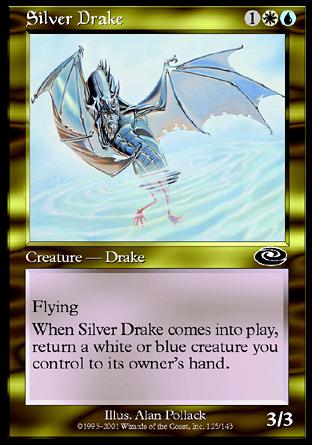 Silver Drake 1
Creature — Drake
Flying
When Silver Drake comes into play,
return a white or blue creature you
control to its owner's hand.
Illus. Alan Pollack
©1993-2001 Wizards of the Coast, Inc. 125/143
3/3